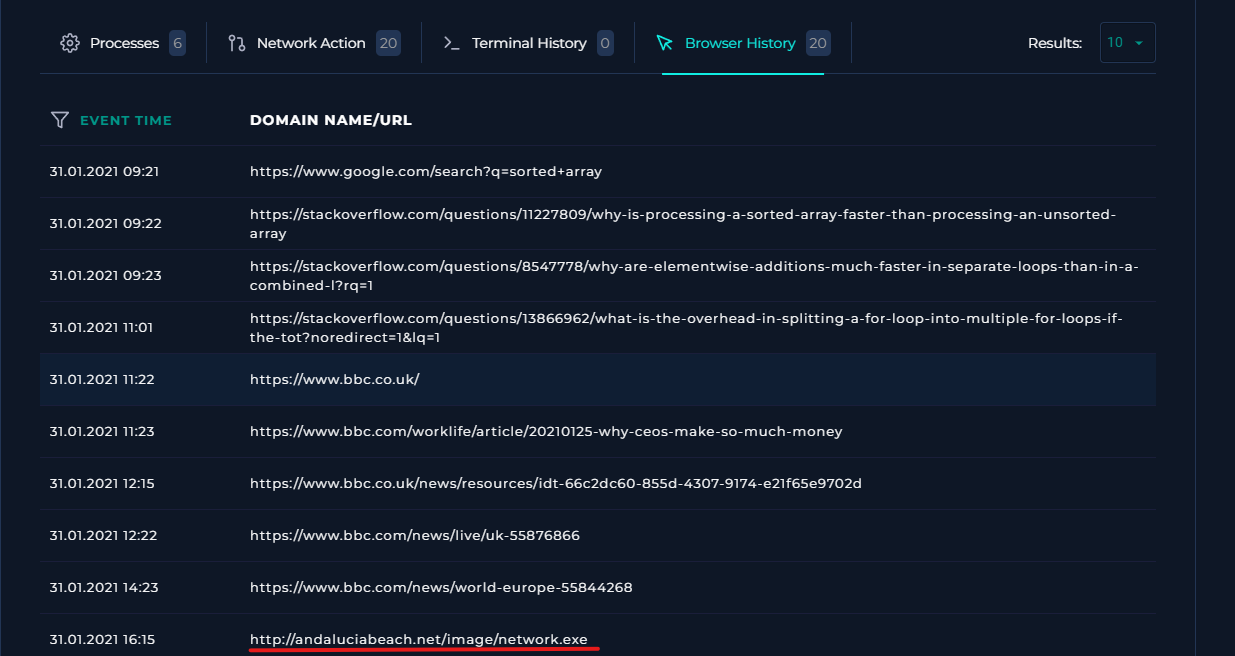 Processes 6 Network Action 20 Terminal History 0 Browser History 20 Results: 10
EVENT TIME DOMAIN NAME/URL
31.01.2021 09:21 https://www.google.com/search?q=sorted+array
31.01.2021 09:22 https://stackoverflow.com/questions/11227809/why-is-processing-a-sorted-array-faster-than-processing-an-unsorted-
array
31.01.2021 09:23 https://stackoverflow.com/questions/8547778/why-are-elementwise-additions-much-faster-in-separate-loops-than-in-a-
combined-l?rq=1
31.01.2021 11:01 https://stackoverflow.com/questions/13866962/what-is-the-overhead-in-splitting-a-for-loop-into-multiple-for-loops-if-
the-tot?noredirect=1&lq=1
31.01.2021 11:22 https://www.bbc.co.uk/
31.01.2021 11:23 https://www.bbc.com/worklife/article/20210125-why-ceos-make-so-much-money
31.01.2021 12:15 https://www.bbc.co.uk/news/resources/idt-66c2dc60-855d-4307-9174-e21f65e9702d
31.01.2021 12:22 https://www.bbc.com/news/live/uk-55876866
31.01.2021 14:23 https://www.bbc.com/news/world-europe-55844268
31.01.2021 16:15 http://andaluciabeach.net/image/network.exe